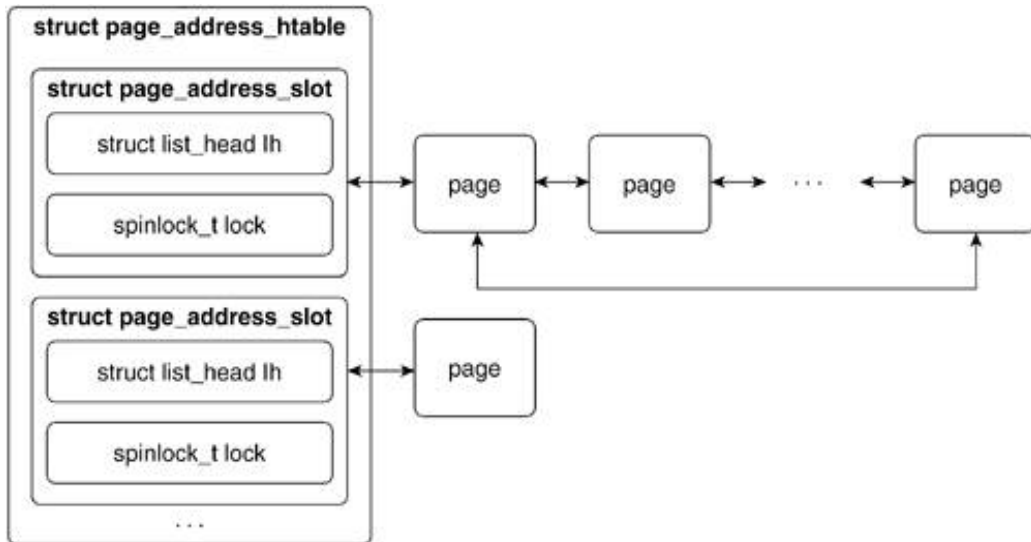 struct page_address_htable
struct page_address_slot
struct list_head lh
spinlock_t lock
page
page
. . .
page
struct page_address_slot
struct list_head lh
spinlock_t lock
page
. . .